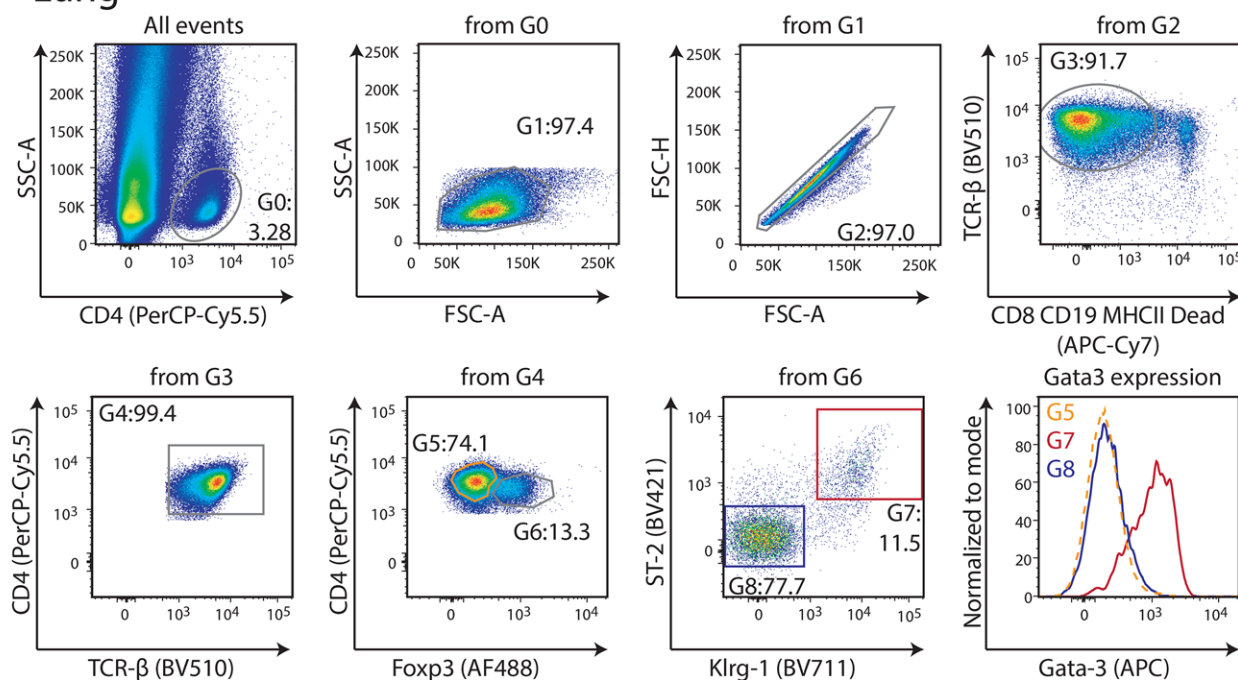 Lung
All events
from G0
from G1
from G2
250K
200K
150K
100K
50K
0
SSC-A
G0:
3.28
0
10³
10⁴
10⁵
CD4 (PerCP-Cy5.5)
250K
200K
150K
100K
50K
0
SSC-A
G1:97.4
0
50K
150K
250K
FSC-A
250K
200K
150K
100K
50K
0
FSC-H
G2:97.0
0
50K
150K
250K
FSC-A
10⁵
10⁴
10³
0
TCR-β (BV510)
G3:91.7
0
10³
10⁴
10⁵
CD8 CD19 MHCII Dead
(APC-Cy7)
from G3
from G4
from G6
Gata3 expression
10⁵
10⁴
10³
0
CD4 (PerCP-Cy5.5)
G4:99.4
0
10³
10⁴
10⁵
TCR-β (BV510)
10⁵
10⁴
10³
0
CD4 (PerCP-Cy5.5)
G5:74.1
G6:13.3
0
10³
10⁴
Foxp3 (AF488)
10⁴
10³
0
ST-2 (BV421)
G7:
11.5
G8:77.7
0
10³
10⁴
10⁵
Klrg-1 (BV711)
100
80
60
40
20
0
Normalized to mode
G5
G7
G8
0
10³
10⁴
Gata-3 (APC)